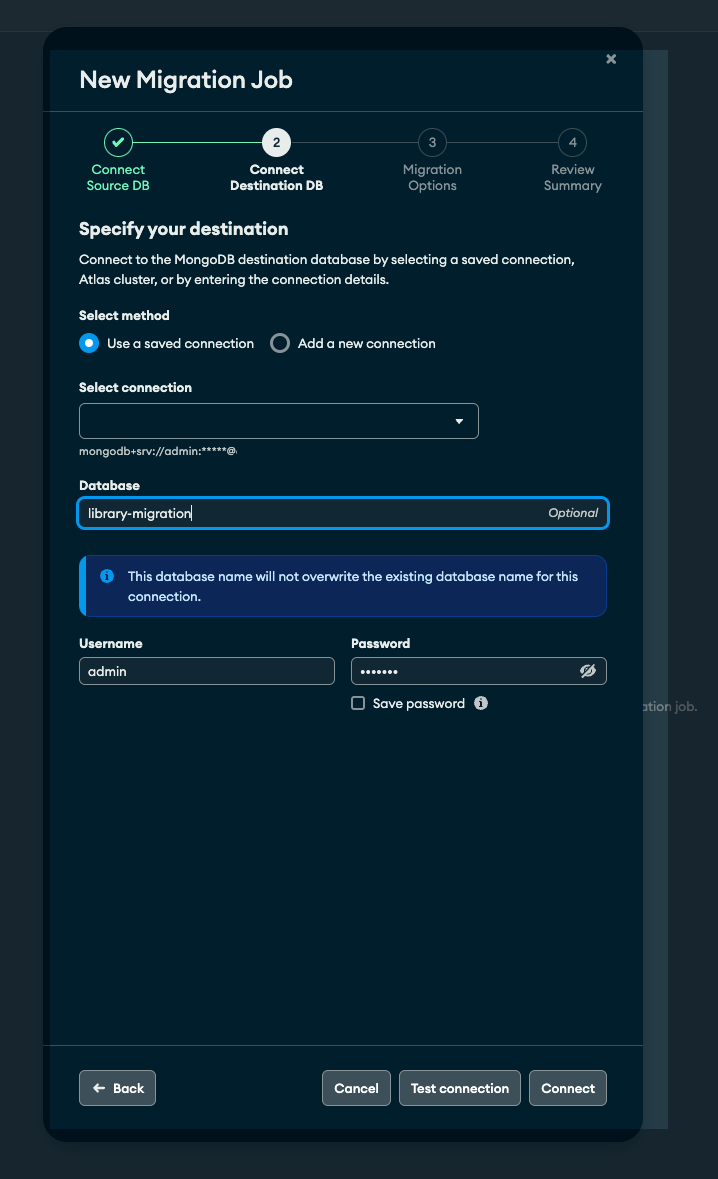 ×
New Migration Job
2
3
4
Connect
Source DB
Connect
Destination DB
Migration
Options
Review
Summary
Specify your destination
Connect to the MongoDB destination database by selecting a saved connection,
Atlas cluster, or by entering the connection details.
Select method
Use a saved connection
Add a new connection
Select connection
mongodb+srv://admin:*****@
Database
library-migration
Optional
This database name will not overwrite the existing database name for this
connection.
Username
Password
admin
•••••••
Save password
ation job.
← Back
Cancel
Test connection
Connect